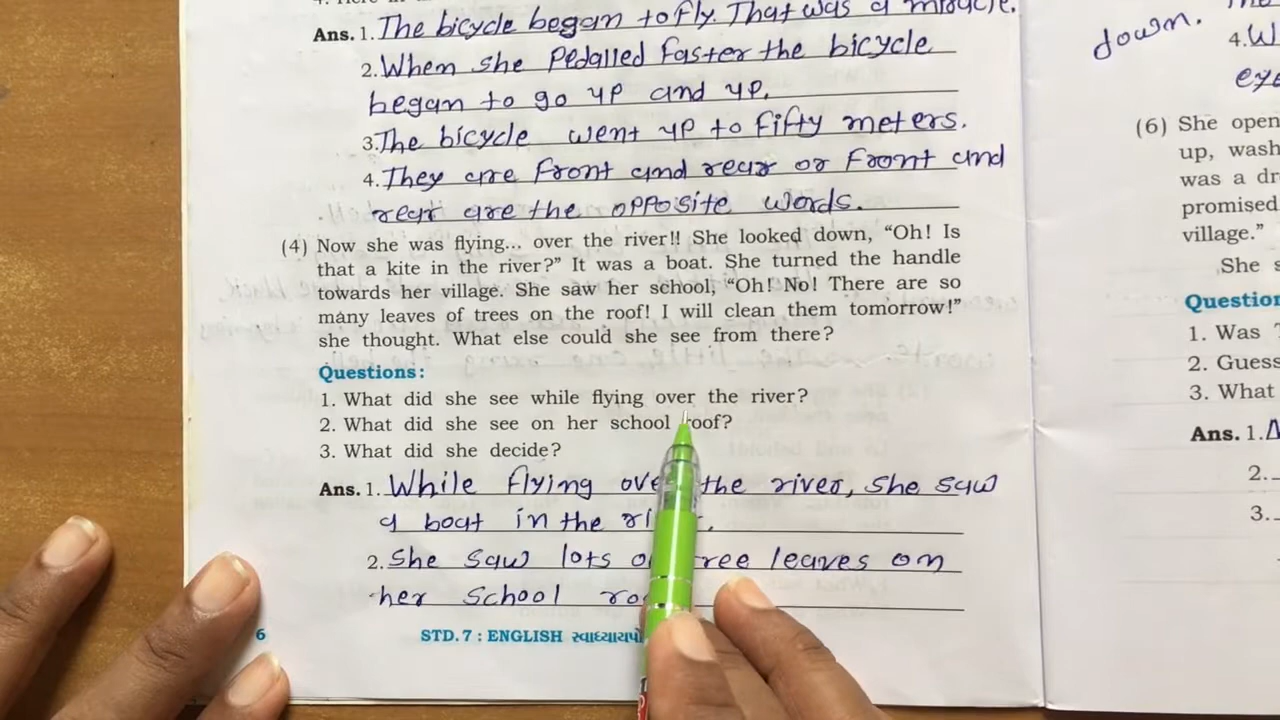 Ans. 1. The bicycle began to fly. That was a miracle.
2. When she pedalled faster the bicycle
began to go up and up.
3. The bicycle went up to fifty meters.
4. They are front and rear or front and
rear are the opposite words.
(4) Now she was flying... over the river!! She looked down, “Oh! Is
that a kite in the river?” It was a boat. She turned the handle
towards her village. She saw her school, “Oh! No! There are so
many leaves of trees on the roof! I will clean them tomorrow!”
she thought. What else could she see from there?
Questions:
1. What did she see while flying over the river?
2. What did she see on her school roof?
3. What did she decide?
Ans. 1. While flying over the river, she saw
a boat in the
2. She saw lots tree leaves on
her school
6 STD. 7 : ENGLISH
down.
4. W
(6) She open
up, wash
was a dr
promised
village.”
She s
Question
1. Was
2. Guess
3. What
Ans. 1.
2.
3.